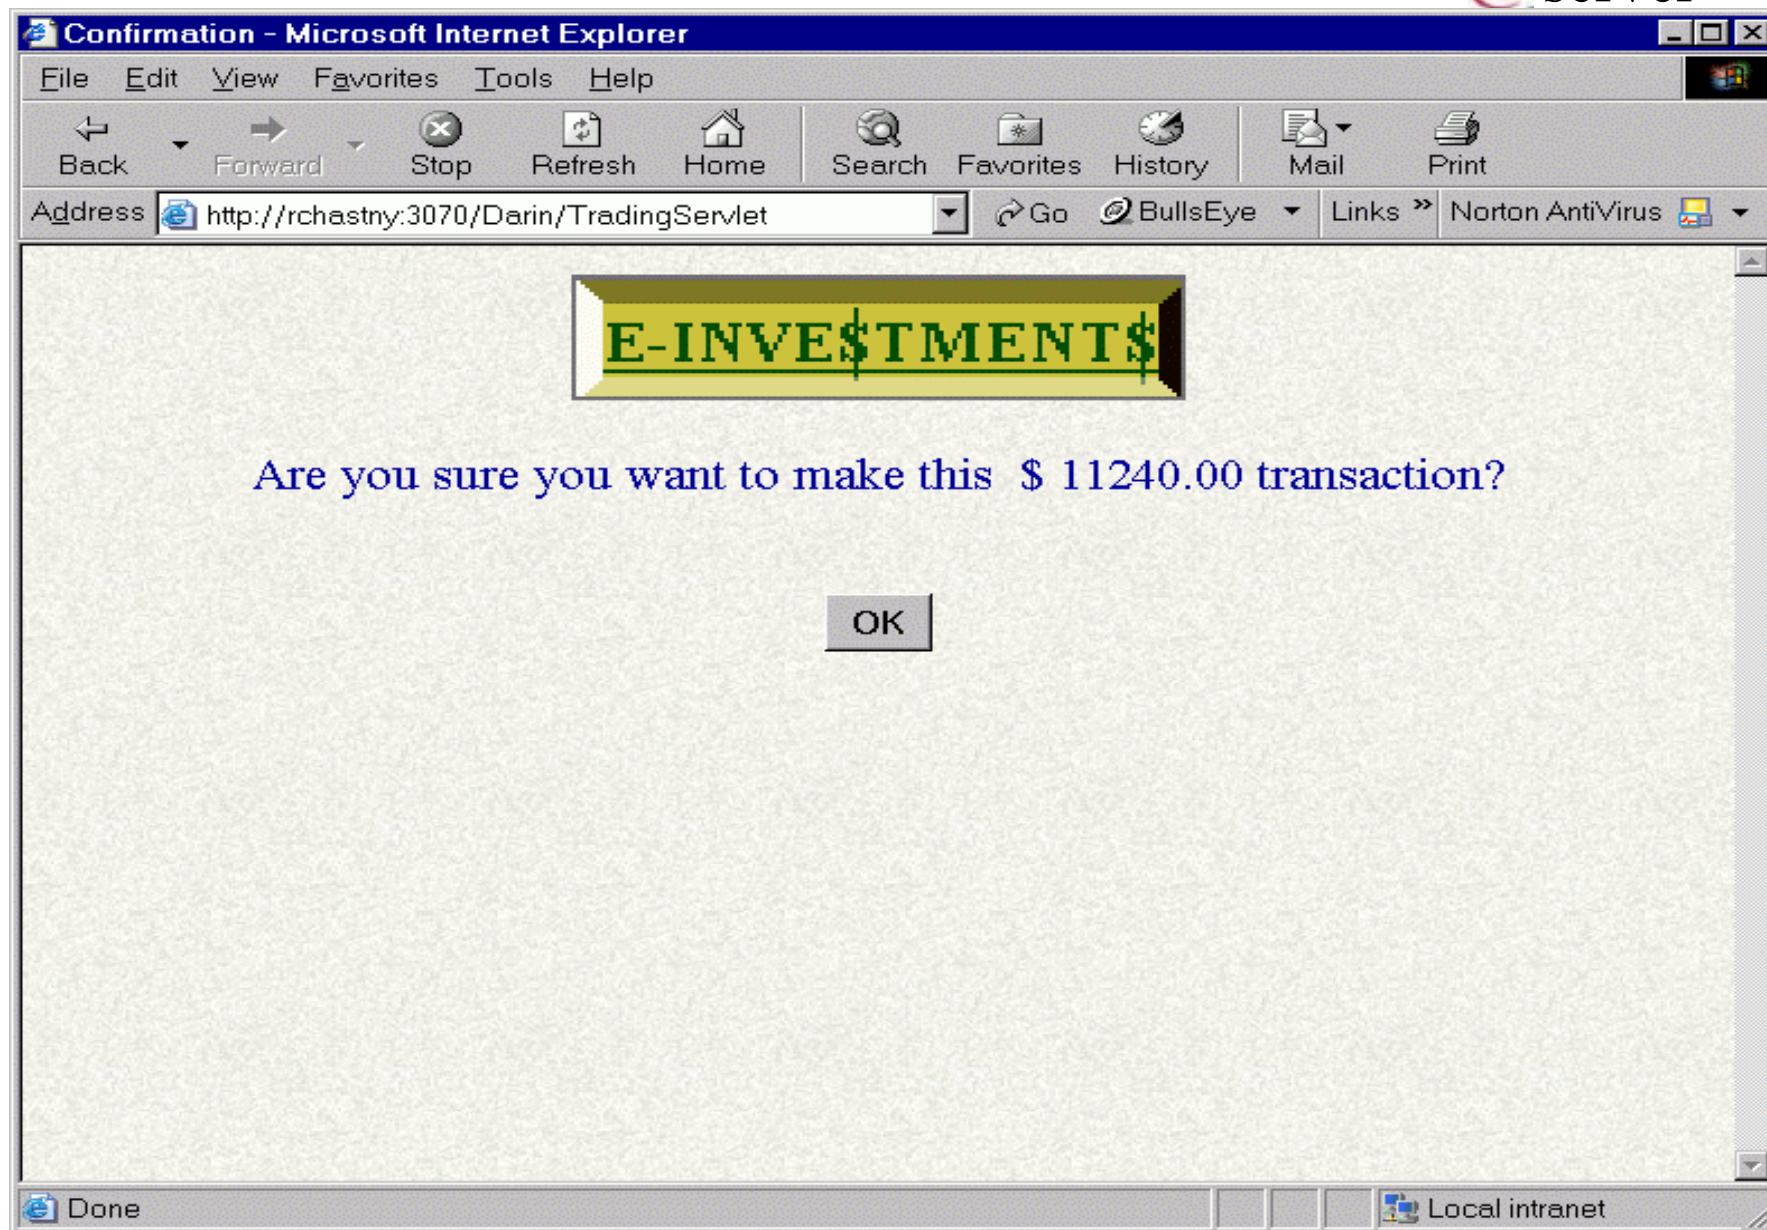 Confirmation - Microsoft Internet Explorer
File Edit View Favorites Tools Help
Back Forward Stop Refresh Home Search Favorites History Mail Print
Address http://rchastny:3070/Darin/TradingServlet Go BullsEye Links » Norton AntiVirus
E-INVE$TMENT$
Are you sure you want to make this $ 11240.00 transaction?
OK
Done Local intranet